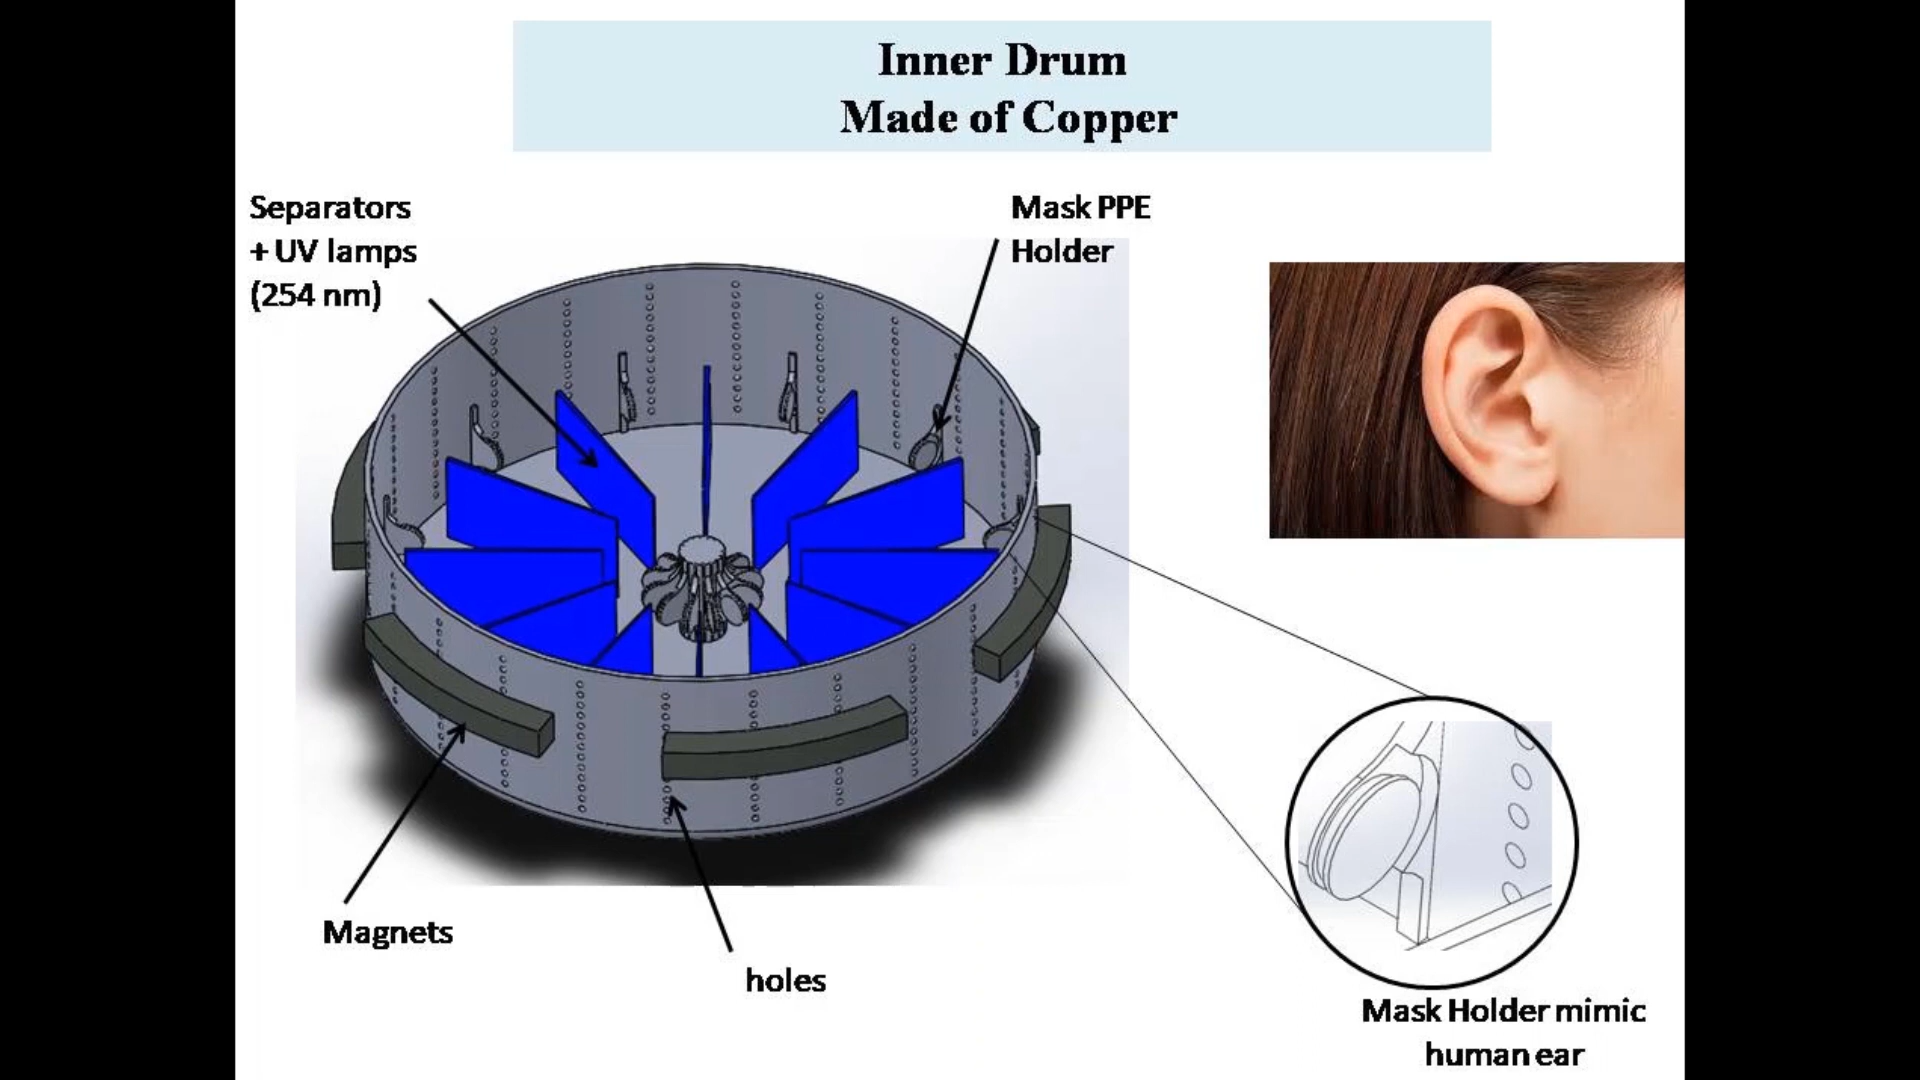 Inner Drum
Made of Copper
Separators
+ UV lamps
(254 nm)
Mask PPE
Holder
Magnets
holes
Mask Holder mimic
human ear